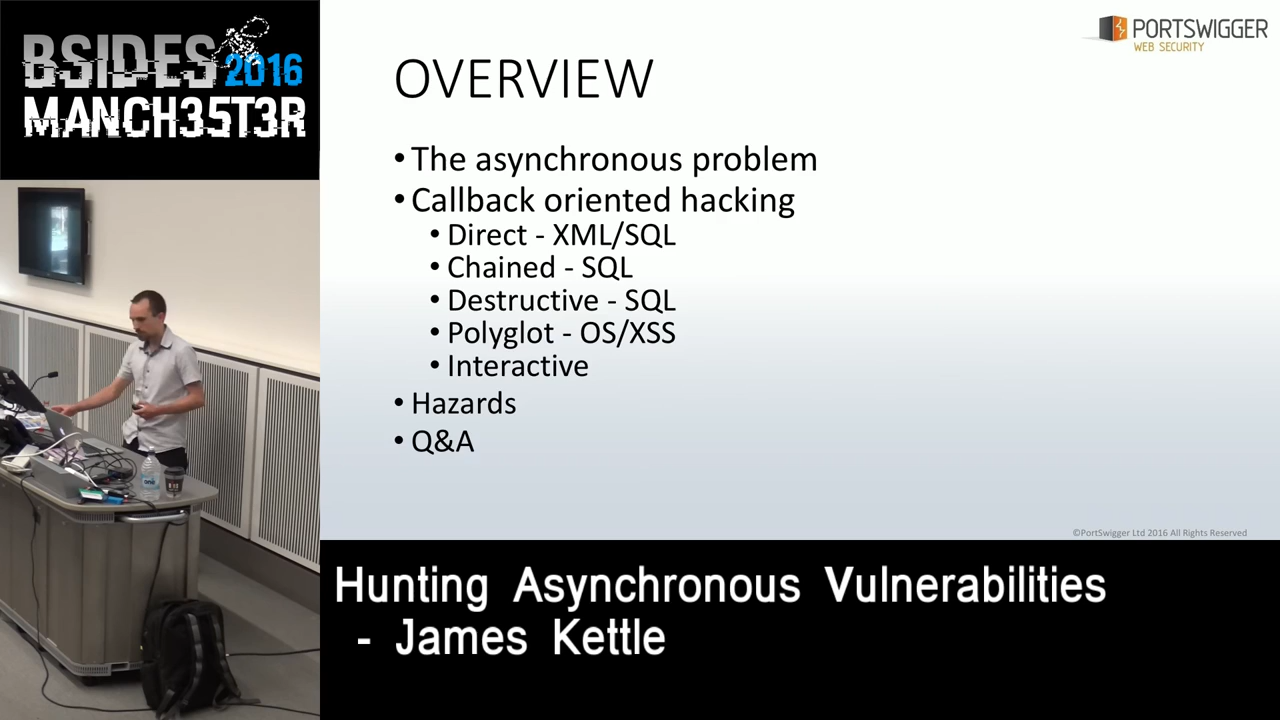 BSIDES
2016
MANCH35T3R
PORTSWIGGER
WEB SECURITY
OVERVIEW
• The asynchronous problem
• Callback oriented hacking
• Direct - XML/SQL
• Chained - SQL
• Destructive - SQL
• Polyglot - OS/XSS
• Interactive
• Hazards
• Q&A
©PortSwigger Ltd 2016 All Rights Reserved
Hunting Asynchronous Vulnerabilities
- James Kettle